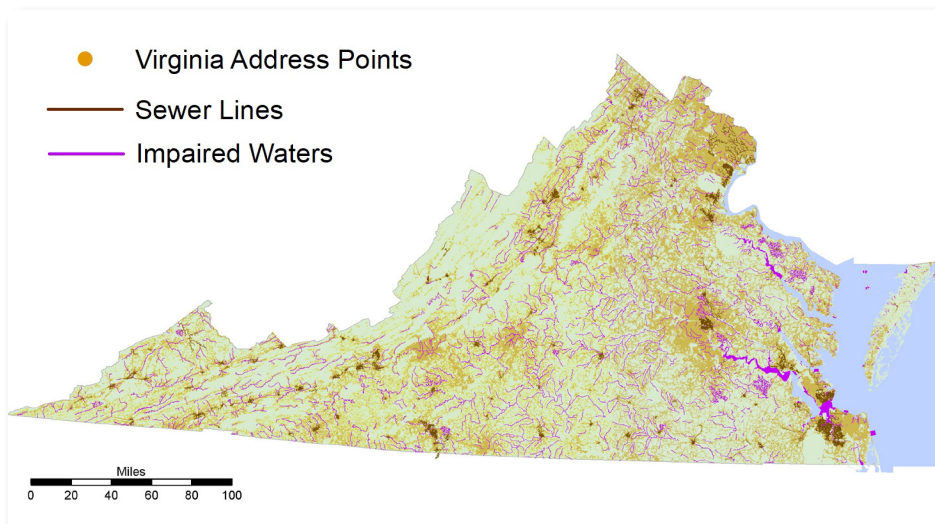 Virginia Address Points
Sewer Lines
Impaired Waters
Miles
0 20 40 60 80 100